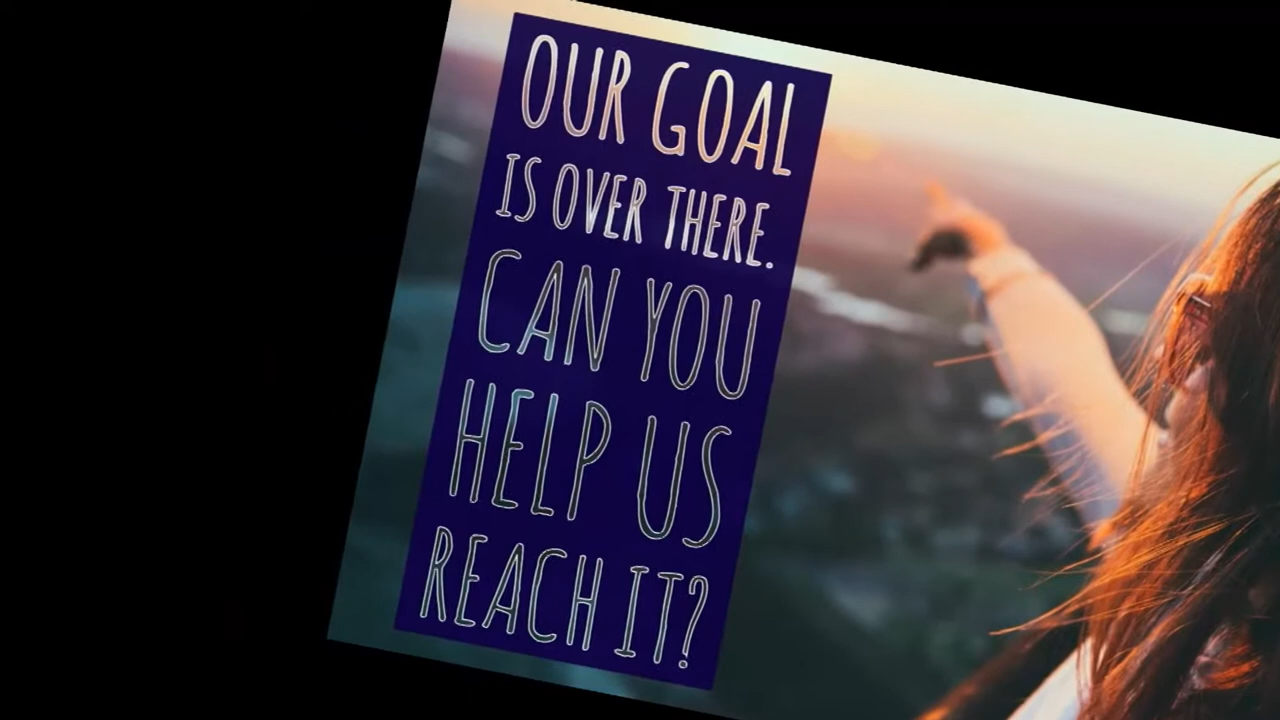 OUR GOAL
IS OVER THERE.
CAN YOU
HELP US
REACH IT?